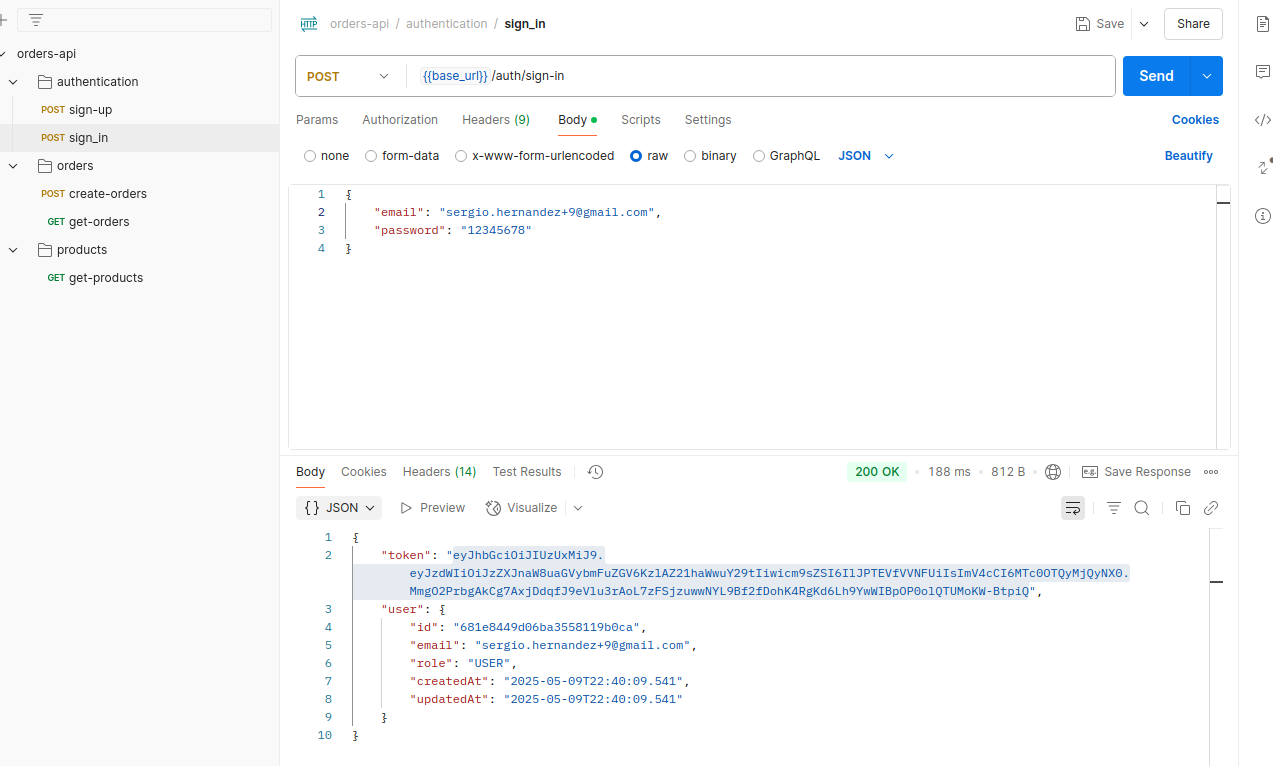 orders-api / authentication / sign_in
Save
Share
orders-api
authentication
POST sign-up
POST sign_in
orders
POST create-orders
GET get-orders
products
GET get-products
POST {{base_url}} /auth/sign-in
Send
Params Authorization Headers (9) Body Scripts Settings
Cookies
none form-data x-www-form-urlencoded raw binary GraphQL JSON
Beautify
1 {
2 "email": "sergio.hernandez+9@gmail.com",
3 "password": "12345678"
4 }
Body Cookies Headers (14) Test Results
200 OK • 188 ms • 812 B
e.g. Save Response
{} JSON Preview Visualize
1 {
2 "token": "eyJhbGciOiJIUzUxMiJ9.
eyJzdWIiOiJzZXJnaW8uaGVybmFuZGV6KzlAZ21haWwuY29tIiwicm9sZSI6IlJPTEVfVVNFUiIsImV4cCI6MTc0OTQyMjQyNX0.
MmgO2PrbgAkCg7AxjDdqfJ9eVlu3rAoL7zFSjzuwwNYL9Bf2fDohK4RgKd6Lh9YwWIBpOP0olQTUMoKW-BtpiQ",
3 "user": {
4 "id": "681e8449d06ba3558119b0ca",
5 "email": "sergio.hernandez+9@gmail.com",
6 "role": "USER",
7 "createdAt": "2025-05-09T22:40:09.541",
8 "updatedAt": "2025-05-09T22:40:09.541"
9 }
10 }